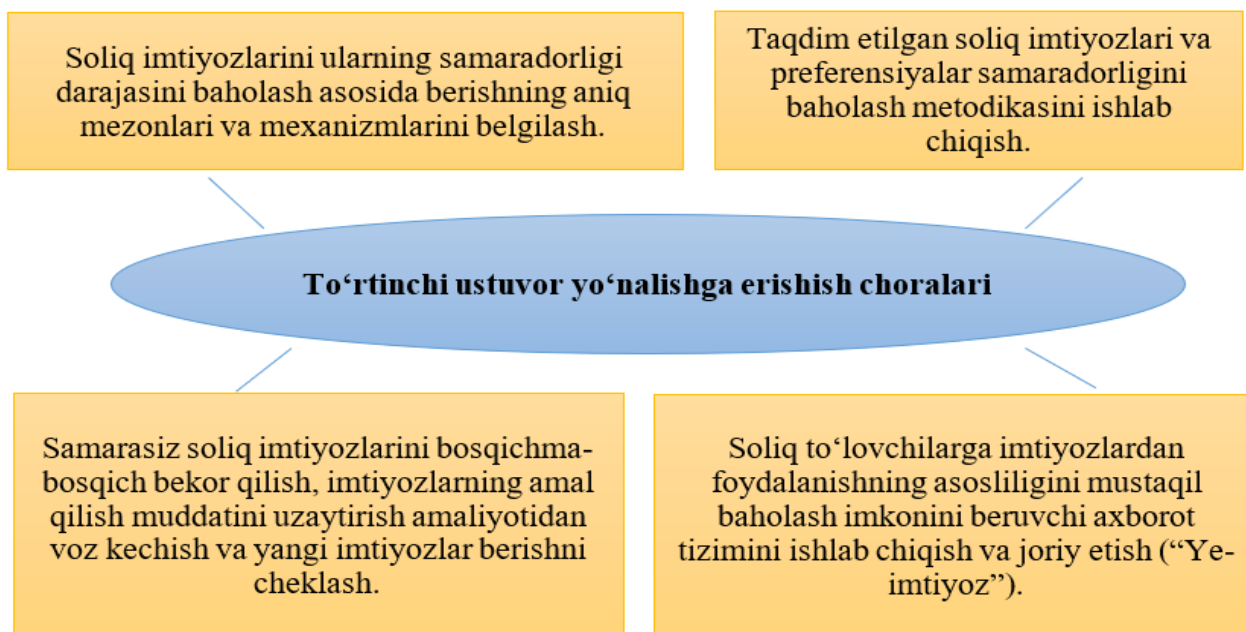 Soliq imtiyozlarini ularning samaradorligi
darajasini baholash asosida berishning aniq
mezonlari va mexanizmlarini belgilash.
Taqdim etilgan soliq imtiyozlari va
preferensiyalar samaradorligini
baholash metodikasini ishlab
chiqish.
To‘rtinchi ustuvor yo‘nalishga erishish choralari
Samarasiz soliq imtiyozlarini bosqichma-
bosqich bekor qilish, imtiyozlarning amal
qilish muddatini uzaytirish amaliyotidan
voz kechish va yangi imtiyozlar berishni
cheklash.
Soliq to‘lovchilarga imtiyozlardan
foydalanishning asosliligini mustaqil
baholash imkonini beruvchi axborot
tizimini ishlab chiqish va joriy etish (“Ye-
imtiyoz”).